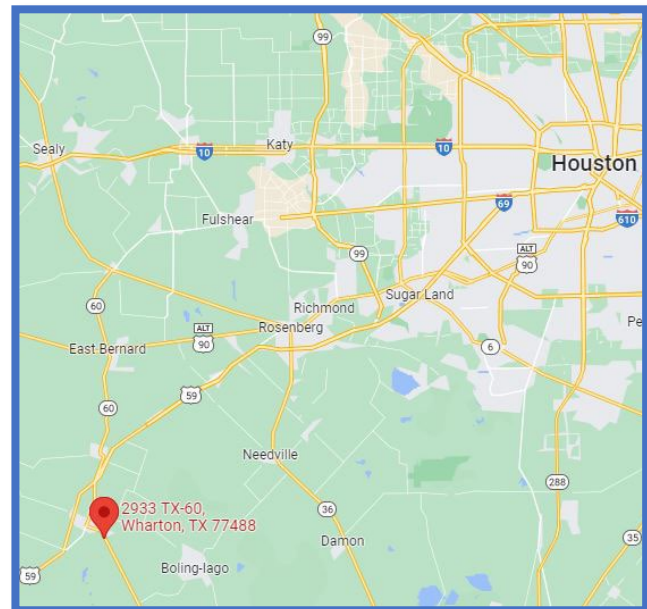 99
Sealy
Katy
10
10
Houston
69
Fulshear
610
99
ALT
90
60
Richmond
Sugar Land
ALT
90
Rosenberg
Pe
East Bernard
6
59
60
Needville
288
2933 TX-60,
Wharton, TX 77488
36
Damon
35
Boling-Iago
59